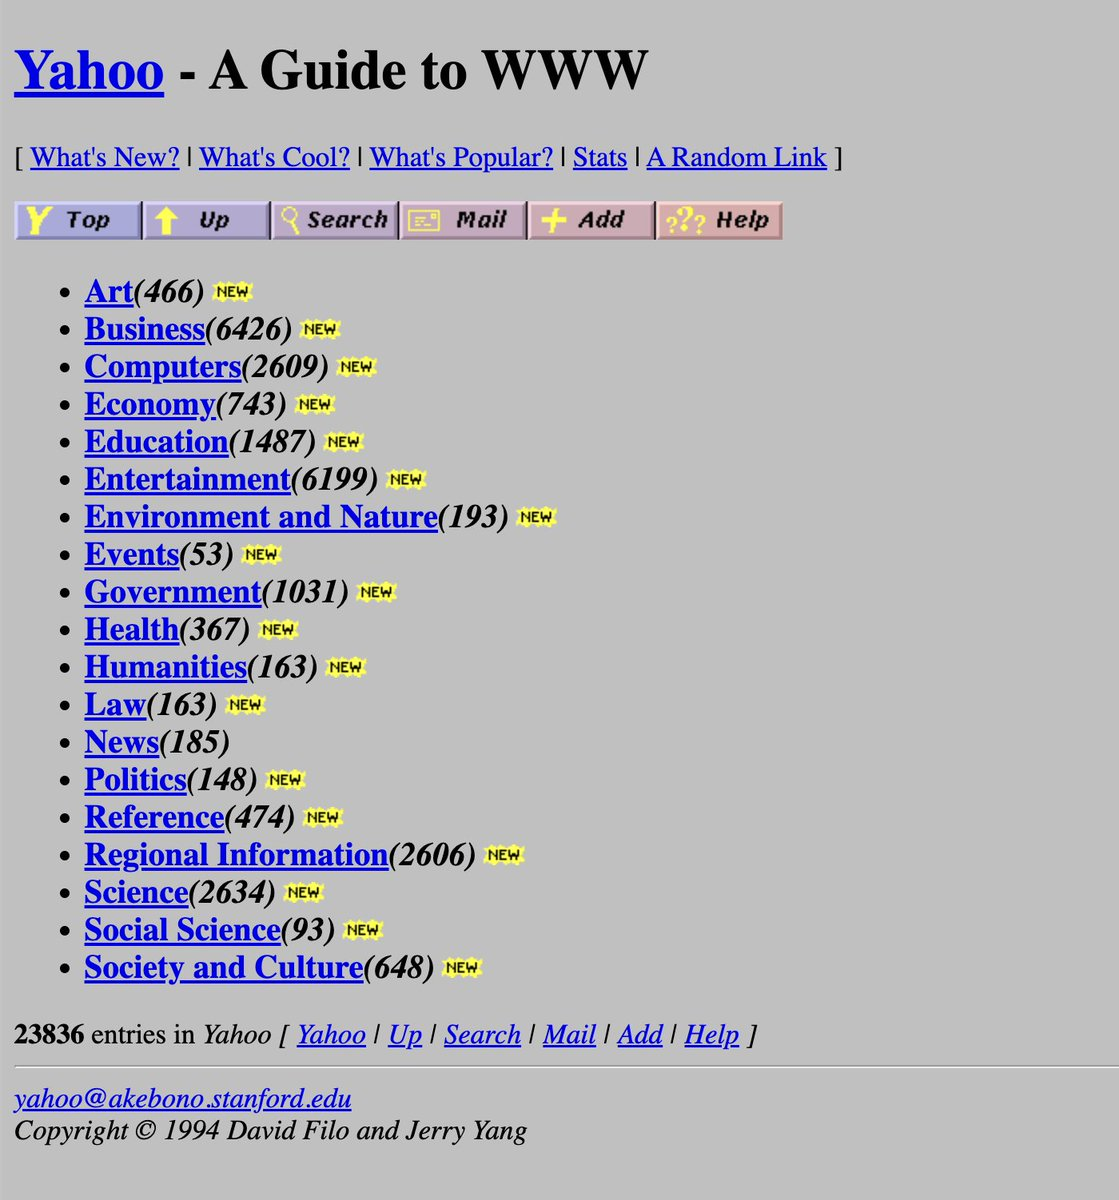 Yahoo - A Guide to WWW
[ What's New? | What's Cool? | What's Popular? | Stats | A Random Link ]
Y Top Up Search Mail Add ??? Help
Art(466) NEW
Business(6426) NEW
Computers(2609) NEW
Economy(743) NEW
Education(1487) NEW
Entertainment(6199) NEW
Environment and Nature(193) NEW
Events(53) NEW
Government(1031) NEW
Health(367) NEW
Humanities(163) NEW
Law(163) NEW
News(185)
Politics(148) NEW
Reference(474) NEW
Regional Information(2606) NEW
Science(2634) NEW
Social Science(93) NEW
Society and Culture(648) NEW
23836 entries in Yahoo [ Yahoo | Up | Search | Mail | Add | Help ]
yahoo@akebono.stanford.edu
Copyright © 1994 David Filo and Jerry Yang